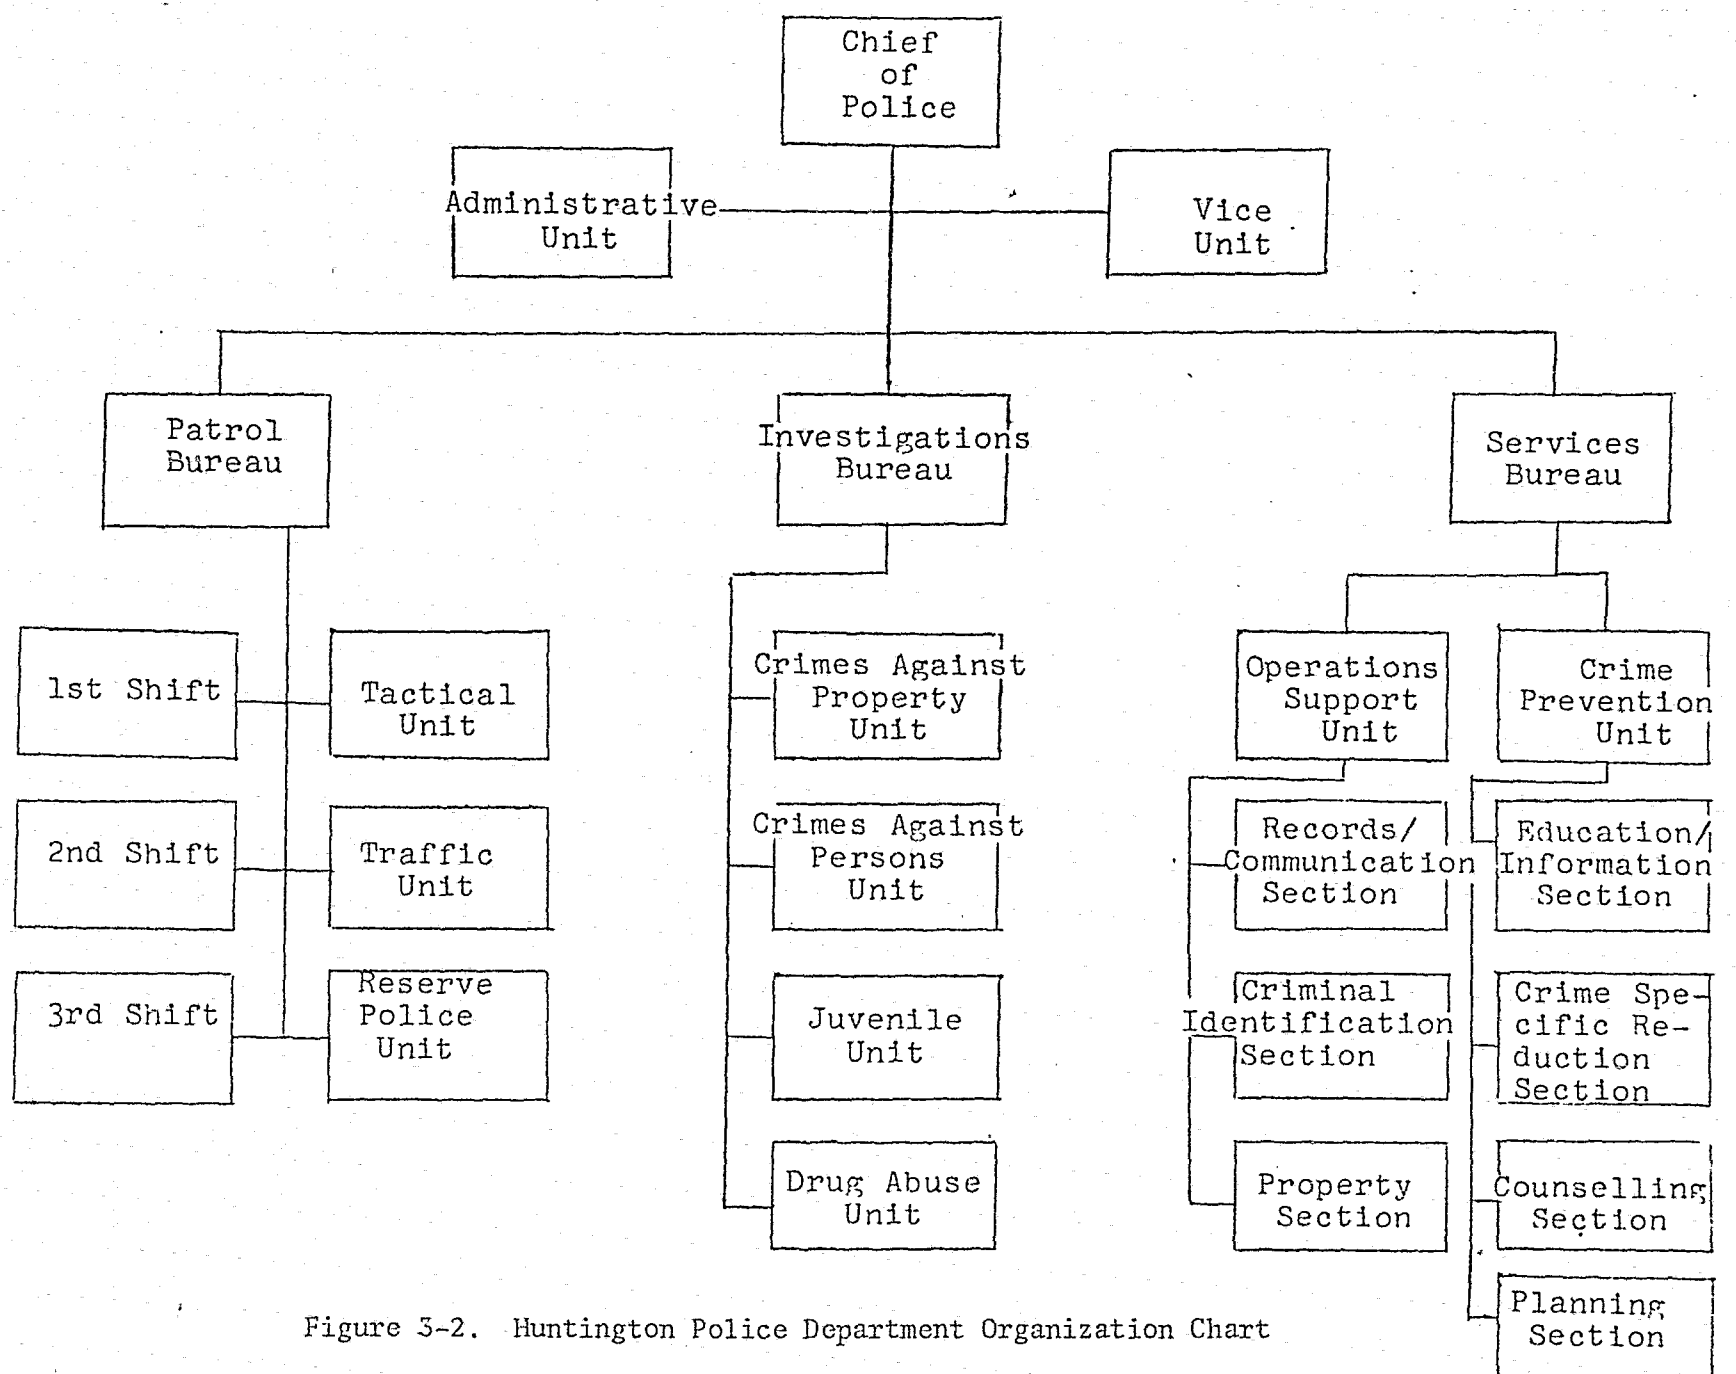 Chief
of
Police
Administrative
Unit
Vice
Unit
Patrol
Bureau
Investigations
Bureau
Services
Bureau
1st Shift
Tactical
Unit
2nd Shift
Traffic
Unit
3rd Shift
Reserve
Police
Unit
Crimes Against
Property
Unit
Crimes Against
Persons
Unit
Juvenile
Unit
Drug Abuse
Unit
Operations
Support
Unit
Records/
Communication
Section
Criminal
Identification
Section
Property
Section
Crime
Prevention
Unit
Education/
Information
Section
Crime Spe-
cific Re-
duction
Section
Counselling
Section
Planning
Section
Figure 3-2. Huntington Police Department Organization Chart